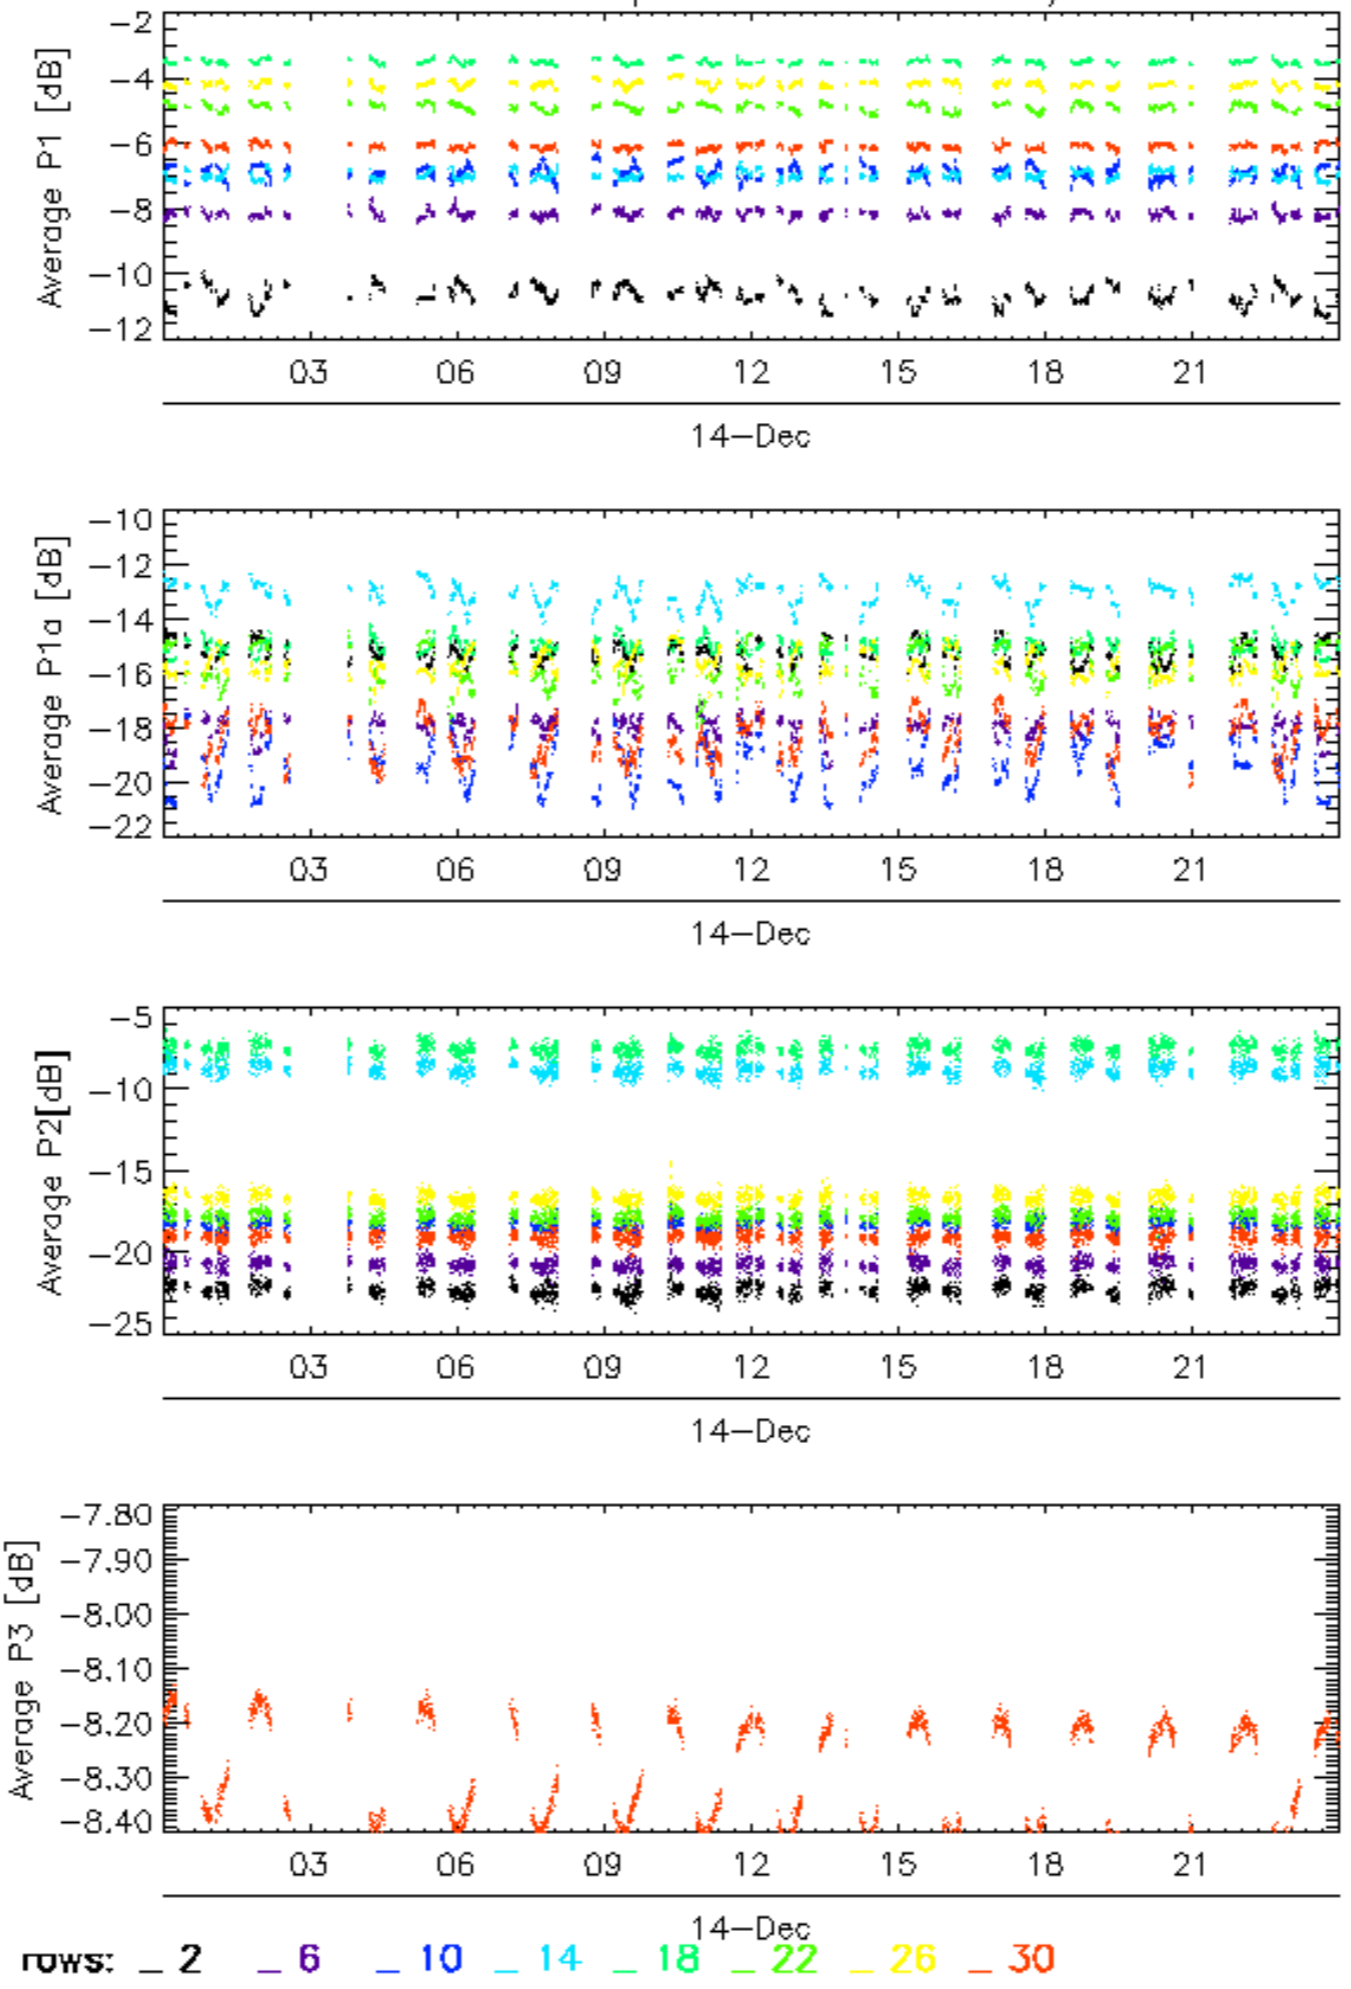 Average P1 [dB]
-2
-4
-6
-8
-10
-12
03 06 09 12 15 18 21
14-Dec
Average P1a [dB]
-10
-12
-14
-16
-18
-20
-22
03 06 09 12 15 18 21
14-Dec
Average P2[dB]
-5
-10
-15
-20
-25
03 06 09 12 15 18 21
14-Dec
Average P3 [dB]
-7.80
-7.90
-8.00
-8.10
-8.20
-8.30
-8.40
03 06 09 12 15 18 21
14-Dec
rows: _ 2 _ 6 _ 10 _ 14 _ 18 _ 22 _ 26 _ 30